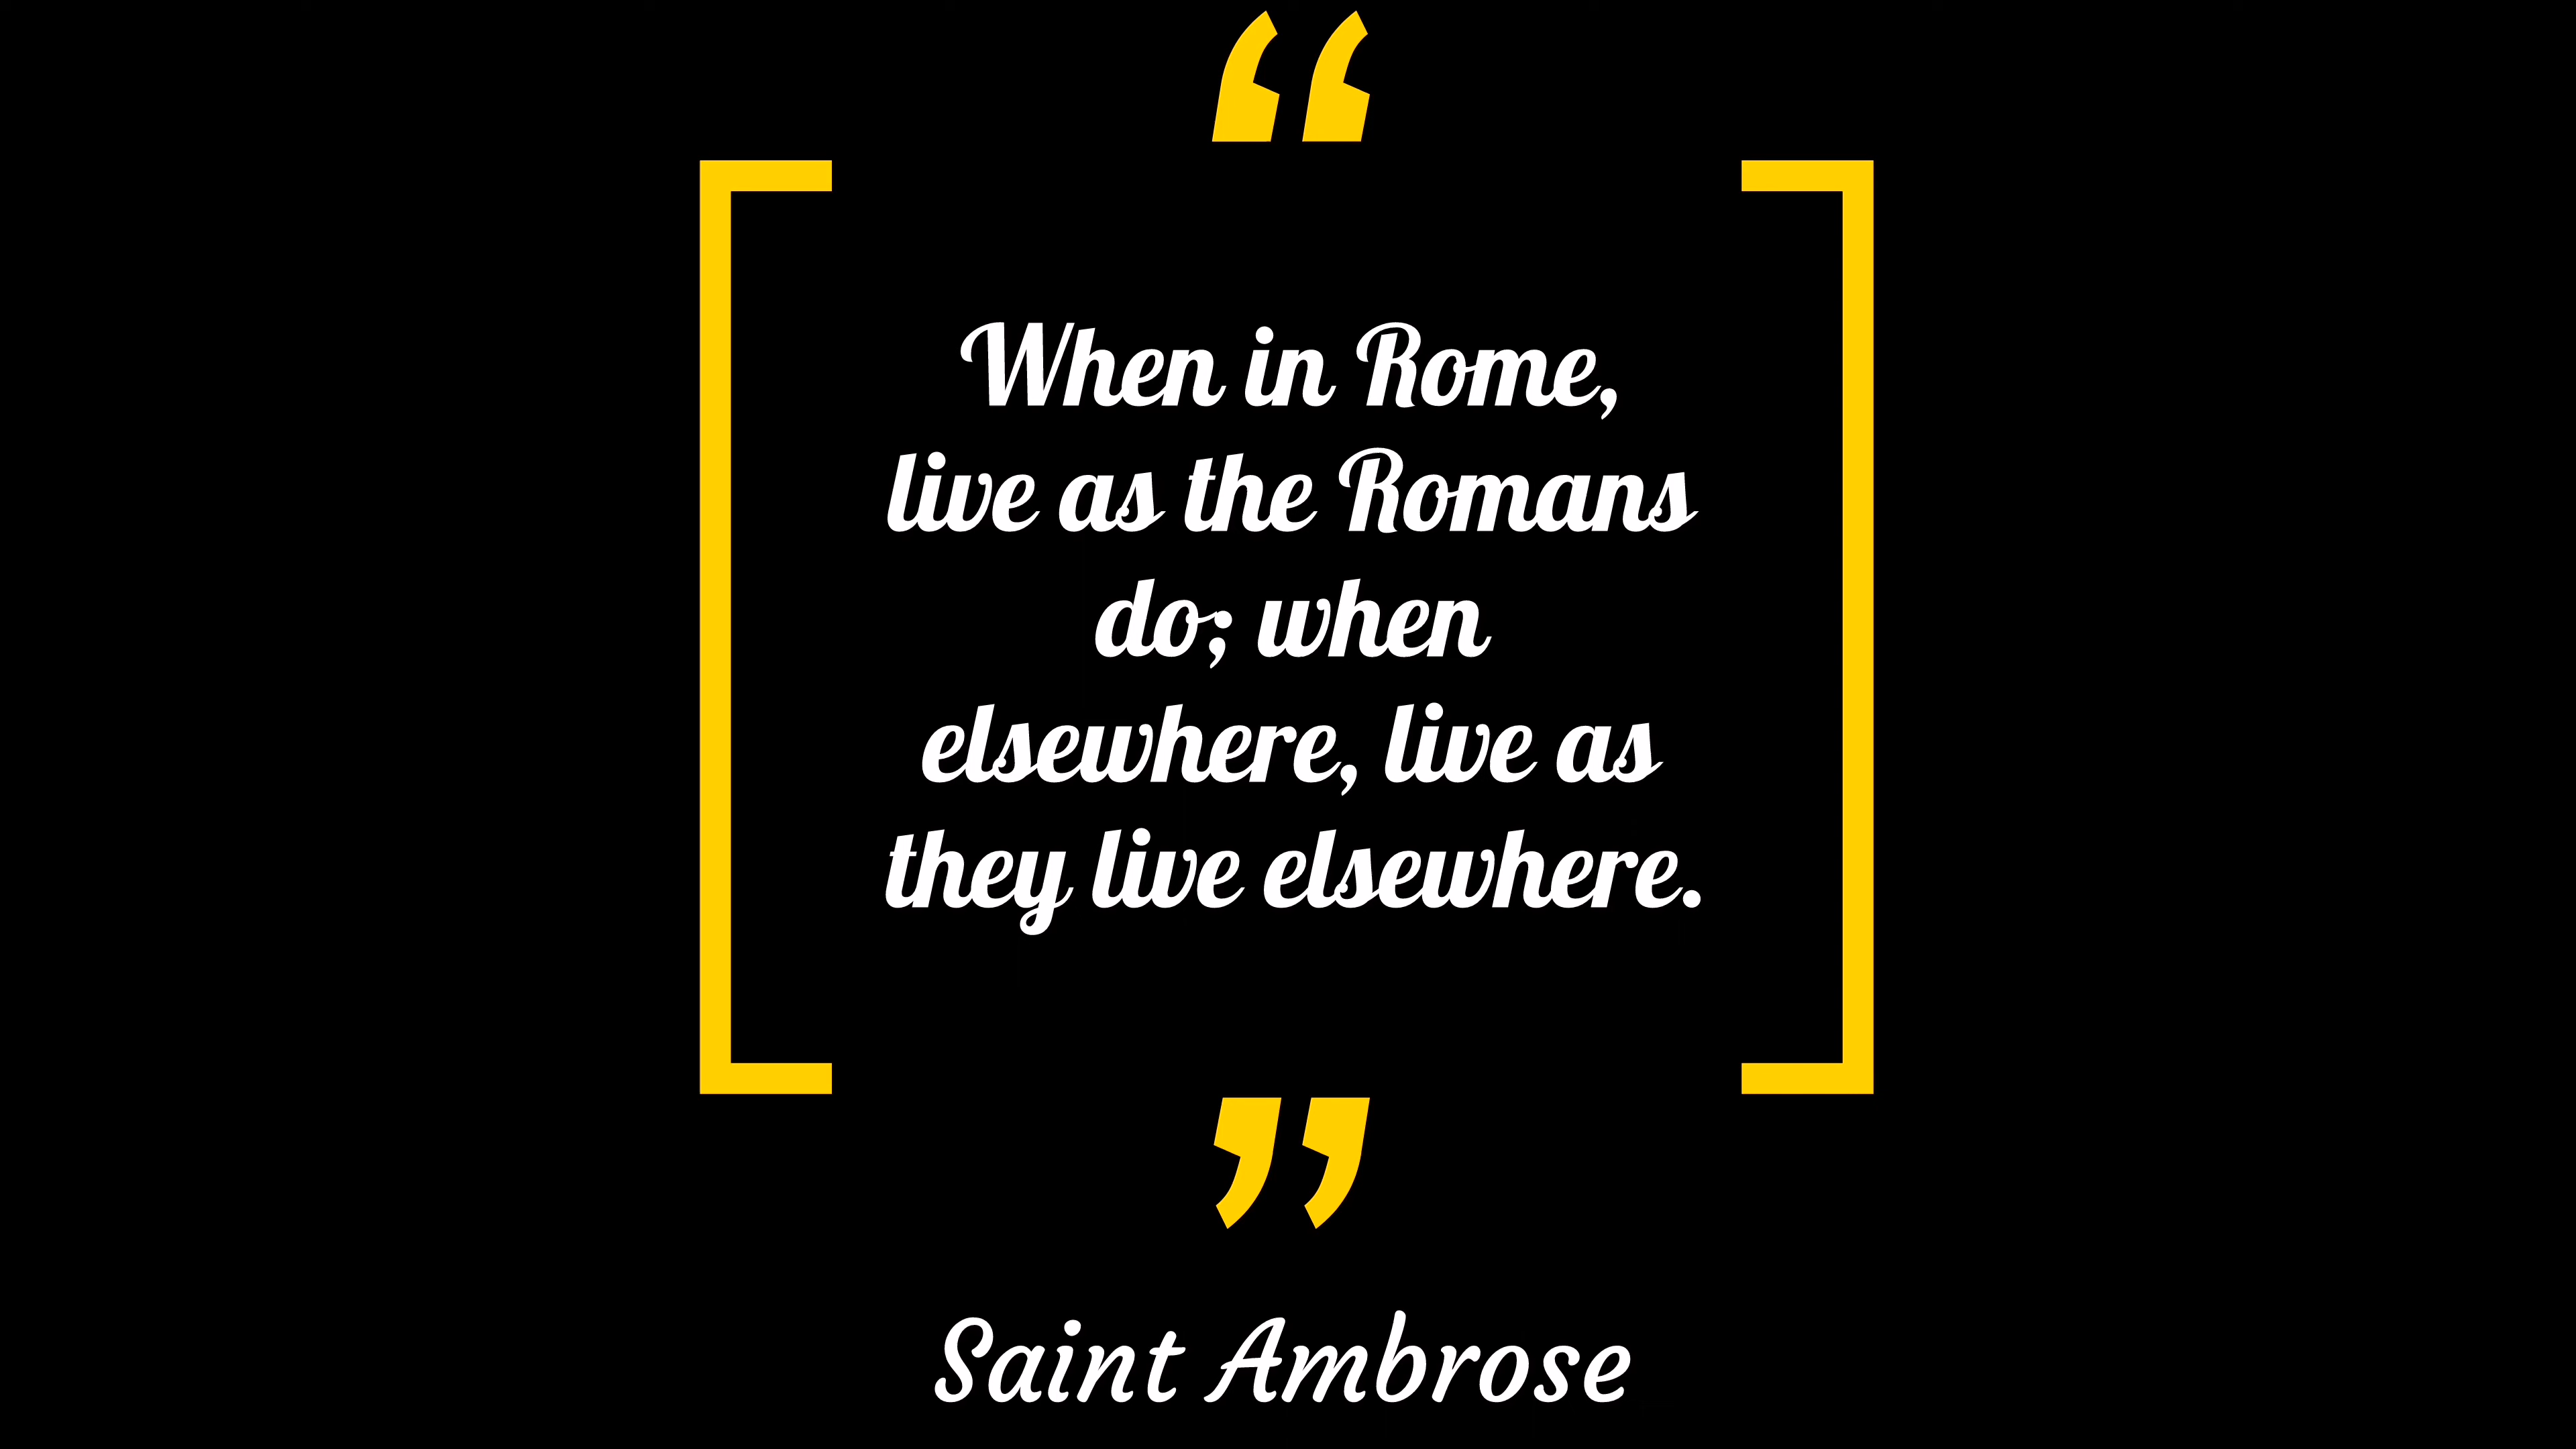 “
When in Rome,
live as the Romans
do; when
elsewhere, live as
they live elsewhere.
”
Saint Ambrose